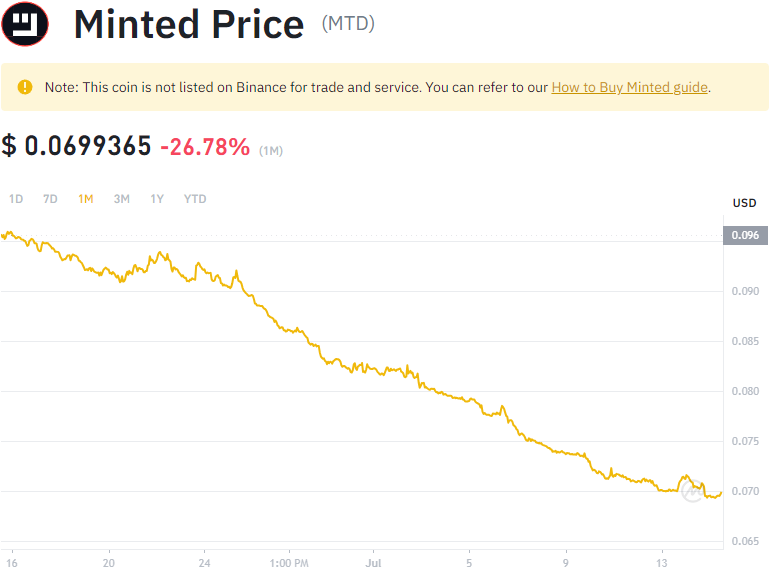 Minted Price (MTD)
Note: This coin is not listed on Binance for trade and service. You can refer to our How to Buy Minted guide.
$ 0.0699365 -26.78% (1M)
1D 7D 1M 3M 1Y YTD
USD
0.096
0.090
0.085
0.080
0.075
0.070
0.065
16 20 24 1:00 PM Jul 5 9 13